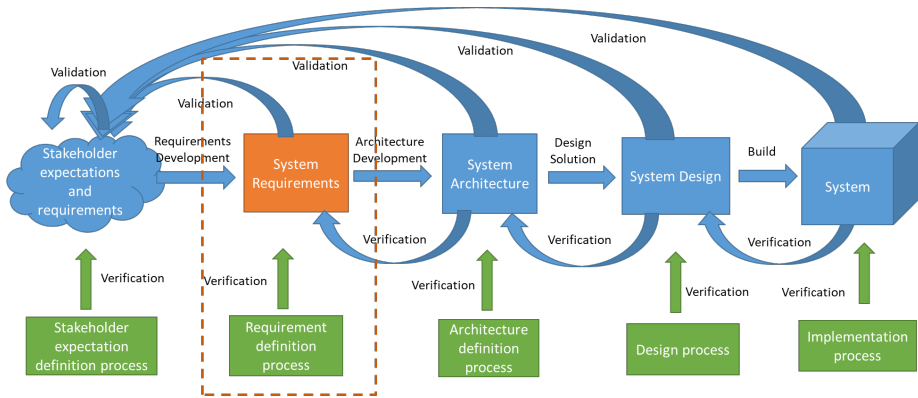 Validation
Validation
Validation
Validation
Validation
Requirements
Development
Architecture
Development
Design
Solution
Build
Stakeholder
expectations
and
requirements
System
Requirements
System
Architecture
System Design
System
Verification
Verification
Verification
Verification
Verification
Verification
Verification
Verification
Stakeholder
expectation
definition process
Requirement
definition
process
Architecture
definition
process
Design process
Implementation
process